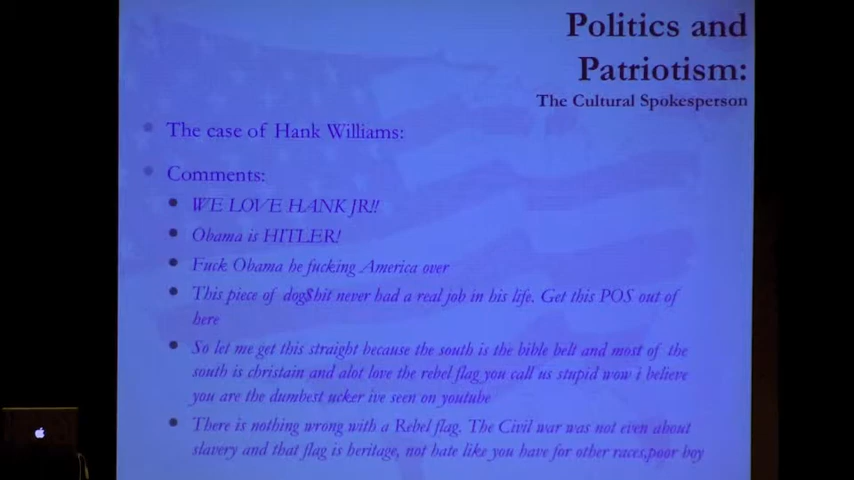 Politics and
Patriotism:
The Cultural Spokesperson
The case of Hank Williams:
Comments:
WE LOVE HANK JR!!
Obama is HITLER!
Fuck Obama he fucking America over
This piece of dog$hit never had a real job in his life. Get this POS out of
here
So let me get this straight because the south is the bible belt and most of the
south is christain and alot love the rebel flag you call us stupid wow i believe
you are the dumbest ucker ive seen on youtube
There is nothing wrong with a Rebel flag. The Civil war was not even about
slavery and that flag is heritage, not hate like you have for other races,poor boy